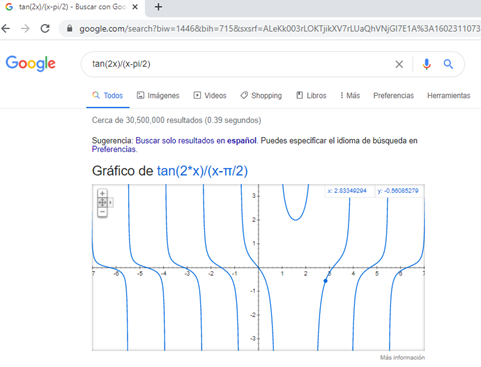 tan(2x)/(x-pi/2) - Buscar con Goo
google.com/search?biw=1446&bih=715&sxsrf=ALeKk003rLOKTjikXV7rLUaQhVNjGl7E1A%3A1602311073
Google
tan(2x)/(x-pi/2)
Todos Imágenes Videos Shopping Libros Más Preferencias Herramientas
Cerca de 30,500,000 resultados (0.39 segundos)
Sugerencia: Buscar solo resultados en español. Puedes especificar el idioma de búsqueda en
Preferencias.
Gráfico de tan(2*x)/(x-π/2)
x: 2.83349294 y: -0.56085279
3
2
1
7 -6 -5 -4 -3 -2 -1 0 1 2 3 4 5 6 7
-1
-2
-3
Más información